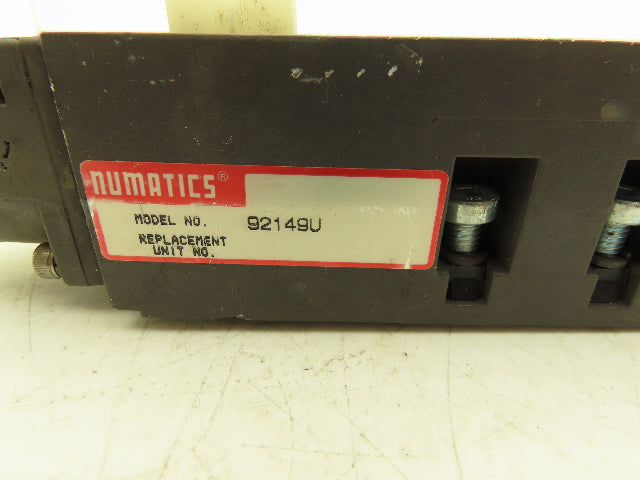 numatics®
MODEL NO. 92149U
REPLACEMENT
UNIT NO.